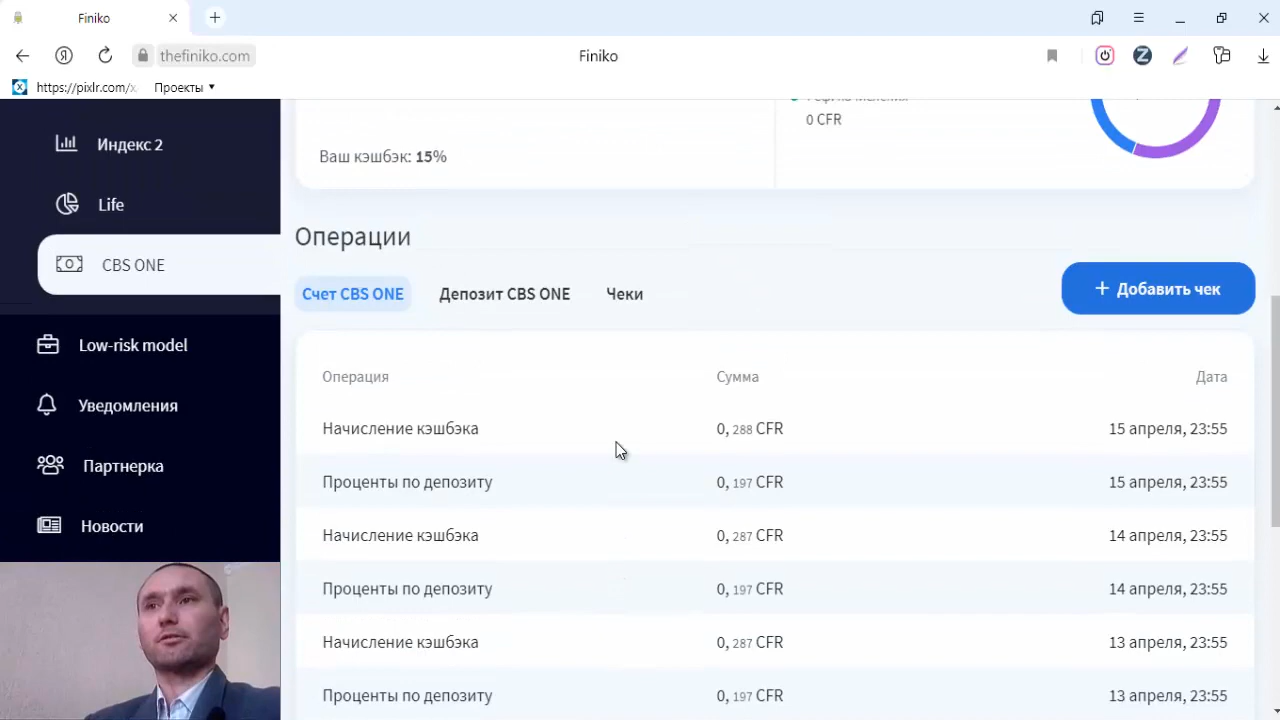 Finiko
thefiniko.com
Finiko
https://pixlr.com/x
Проекты
Индекс 2
Life
CBS ONE
Low-risk model
Уведомления
Партнерка
Новости
0 CFR
Ваш кэшбэк: 15%
Операции
Счет CBS ONE Депозит CBS ONE Чеки
+ Добавить чек
Операция Сумма Дата
Начисление кэшбэка 0, 288 CFR 15 апреля, 23:55
Проценты по депозиту 0, 197 CFR 15 апреля, 23:55
Начисление кэшбэка 0, 287 CFR 14 апреля, 23:55
Проценты по депозиту 0, 197 CFR 14 апреля, 23:55
Начисление кэшбэка 0, 287 CFR 13 апреля, 23:55
Проценты по депозиту 0, 197 CFR 13 апреля, 23:55